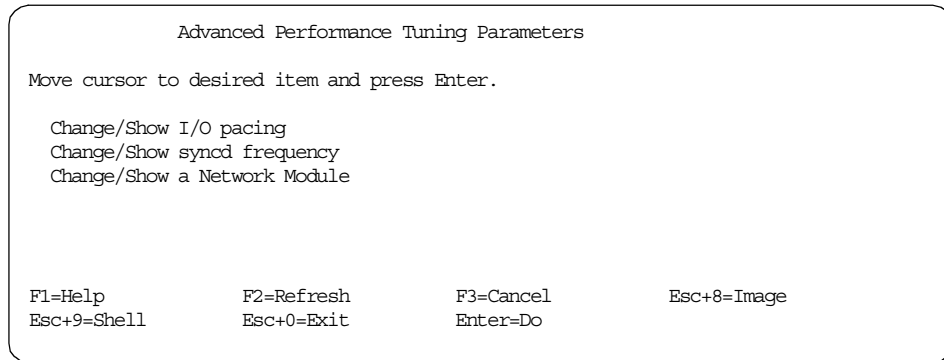 Advanced Performance Tuning Parameters
Move cursor to desired item and press Enter.
Change/Show I/O pacing
Change/Show syncd frequency
Change/Show a Network Module
F1=Help F2=Refresh F3=Cancel Esc+8=Image
Esc+9=Shell Esc+0=Exit Enter=Do